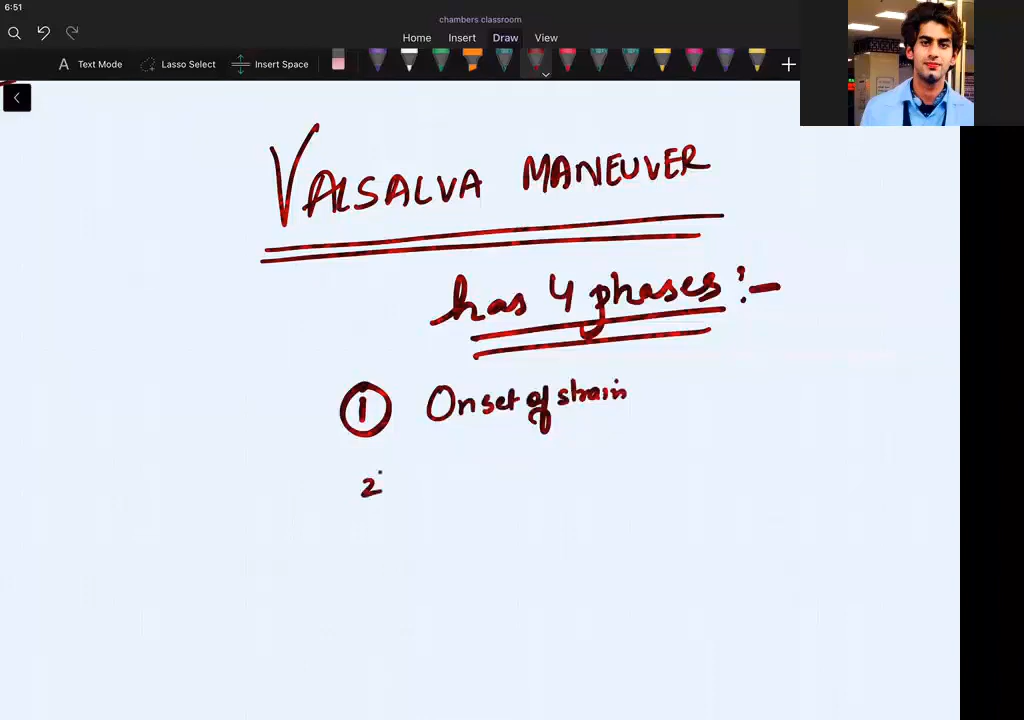 6:51
chambers classroom
Home Insert Draw View
A Text Mode Lasso Select Insert Space
VALSALVA MANEUVER
has 4 phases :-
1 Onset of strain
2